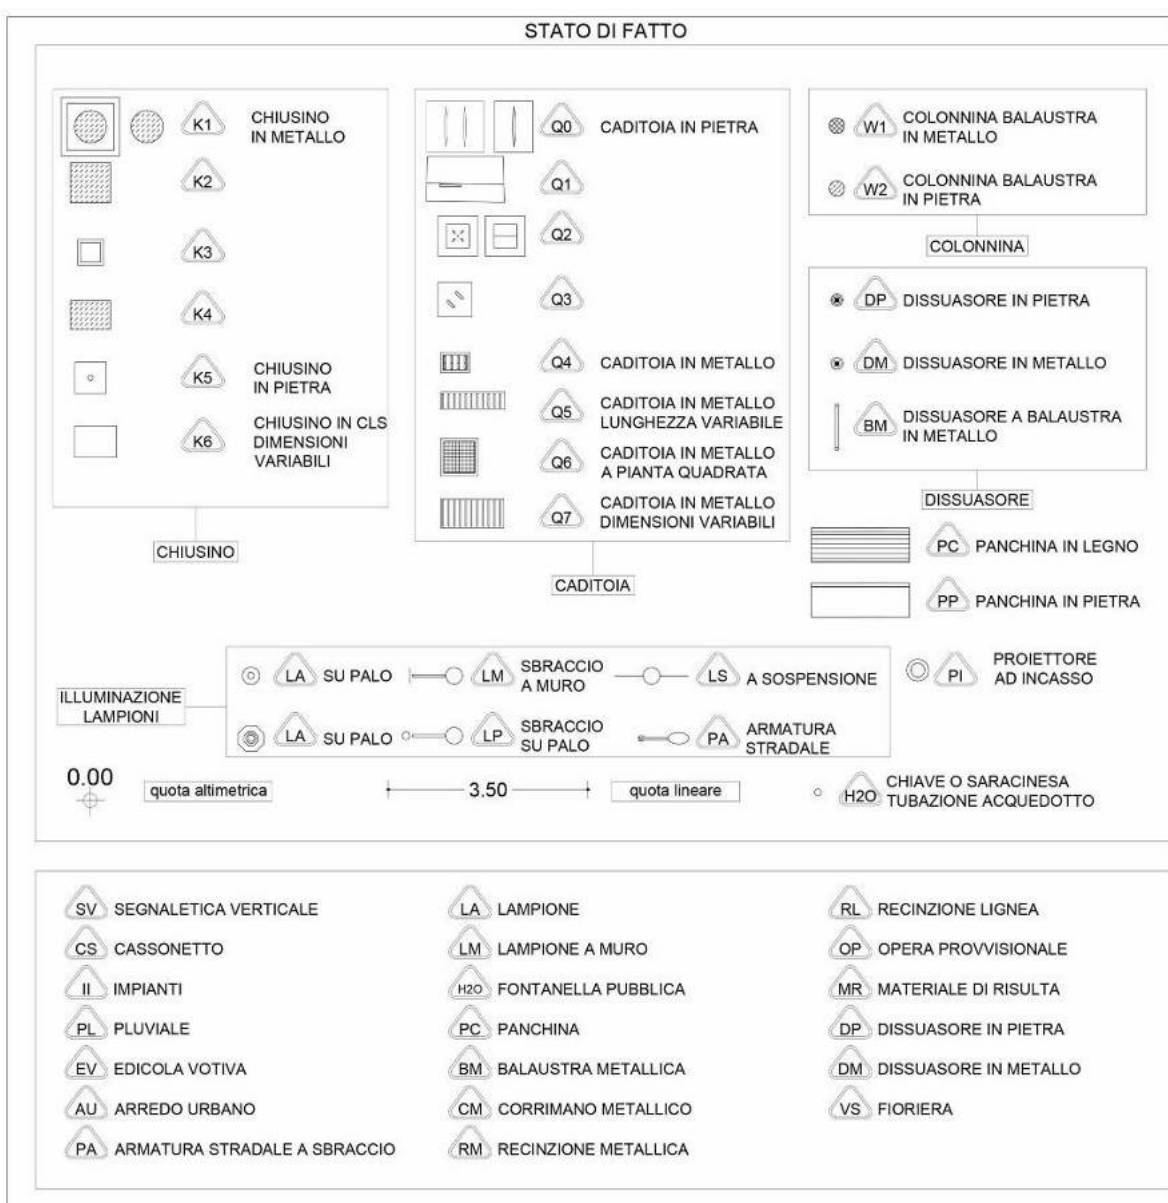 STATO DI FATTO
K1
CHIUSINO
IN METALLO
K2
K3
K4
K5
CHIUSINO
IN PIETRA
K6
CHIUSINO IN CLS
DIMENSIONI
VARIABILI
CHIUSINO
Q0 CADITOIA IN PIETRA
Q1
Q2
Q3
Q4 CADITOIA IN METALLO
Q5
CADITOIA IN METALLO
LUNGHEZZA VARIABILE
Q6
CADITOIA IN METALLO
A PIANTA QUADRATA
Q7
CADITOIA IN METALLO
DIMENSIONI VARIABILI
CADITOIA
W1
COLONNINA BALAUSTRA
IN METALLO
W2
COLONNINA BALAUSTRA
IN PIETRA
COLONNINA
DP DISSUASORE IN PIETRA
DM DISSUASORE IN METALLO
BM
DISSUASORE A BALAUSTRA
IN METALLO
DISSUASORE
PC PANCHINA IN LEGNO
PP PANCHINA IN PIETRA
ILLUMINAZIONE
LAMPIONI
LA SU PALO
LM
SBRACCIO
A MURO
LS A SOSPENSIONE
LA SU PALO
LP
SBRACCIO
SU PALO
PA
ARMATURA
STRADALE
PI
PROIETTORE
AD INCASSO
0.00
quota altimetrica
3.50
quota lineare
H2O
CHIAVE O SARACINESA
TUBAZIONE ACQUEDOTTO
SV SEGNALETICA VERTICALE
CS CASSONETTO
II IMPIANTI
PL PLUVIALE
EV EDICOLA VOTIVA
AU ARREDO URBANO
PA ARMATURA STRADALE A SBRACCIO
LA LAMPIONE
LM LAMPIONE A MURO
H2O FONTANELLA PUBBLICA
PC PANCHINA
BM BALAUSTRA METALLICA
CM CORRIMANO METALLICO
RM RECINZIONE METALLICA
RL RECINZIONE LIGNEA
OP OPERA PROVVISIONALE
MR MATERIALE DI RISULTA
DP DISSUASORE IN PIETRA
DM DISSUASORE IN METALLO
VS FIORIERA